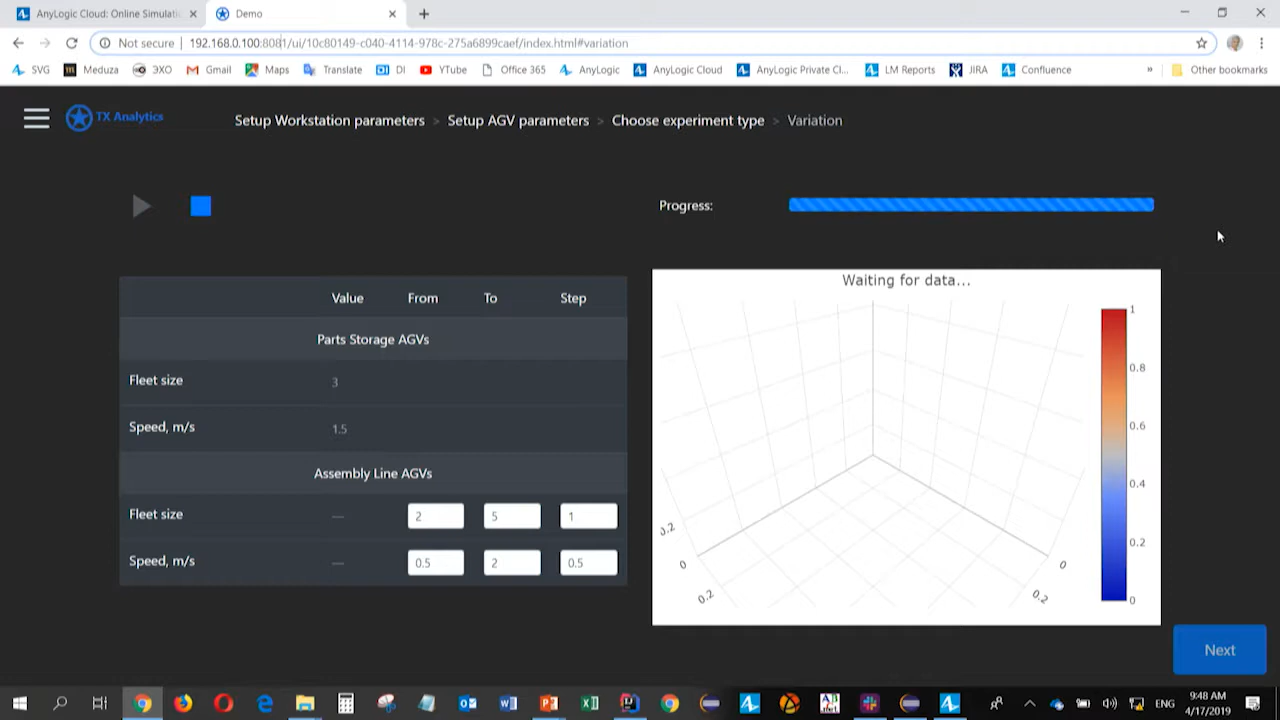 AnyLogic Cloud: Online Simulati
Demo
Not secure
192.168.0.100:8081/ui/10c80149-c040-4114-978c-275a6899caef/index.html#variation
SVG
Meduza
ЭХО
Gmail
Maps
Translate
DI
YTube
Office 365
AnyLogic
AnyLogic Cloud
AnyLogic Private Cl...
LM Reports
JIRA
Confluence
»
Other bookmarks
TX Analytics
Setup Workstation parameters > Setup AGV parameters > Choose experiment type > Variation
Progress:
Value From To Step
Parts Storage AGVs
Fleet size 3
Speed, m/s 1.5
Assembly Line AGVs
Fleet size — 2 5 1
Speed, m/s — 0.5 2 0.5
Waiting for data...
1
0.8
0.6
0.4
0.2
0
0.2
0
0.2
0
0.2
Next
ENG
9:48 AM
4/17/2019